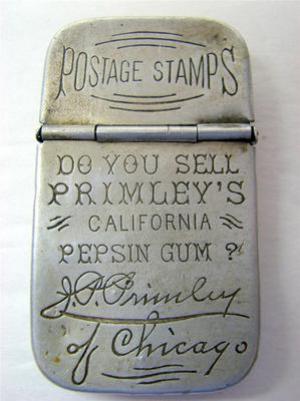 POSTAGE STAMPS
DO YOU SELL
PRIMLEY'S
CALIFORNIA
PEPSIN GUM ?
J.P. Primley
of Chicago